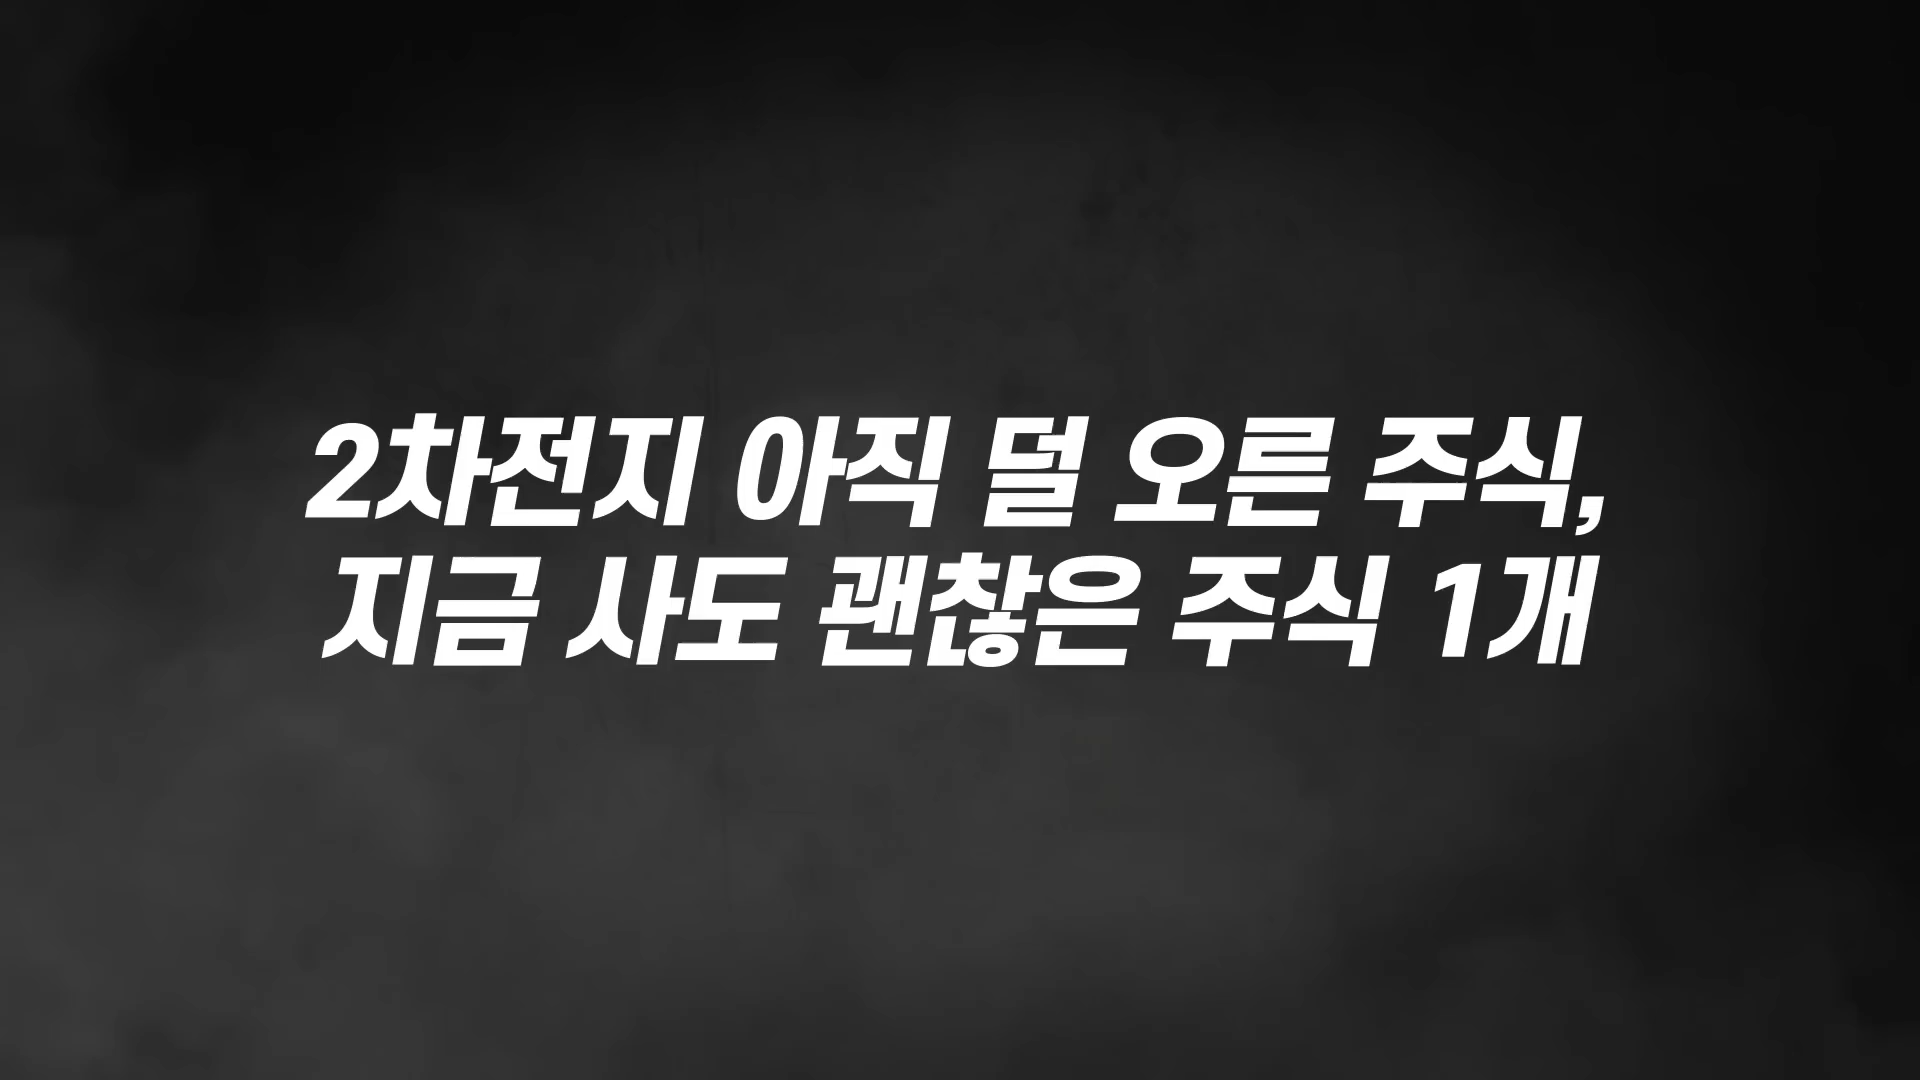 2차전지 아직 덜 오른 주식,
지금 사도 괜찮은 주식 1개